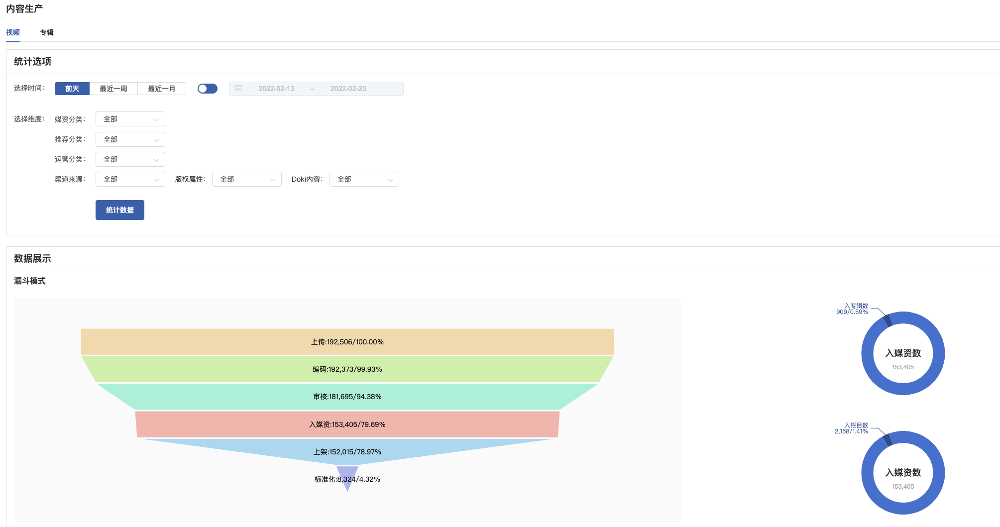 内容生产
视频 专辑
统计选项
选择时间: 前天 最近一周 最近一月 2022-02-13 – 2022-02-20
选择维度: 媒资分类: 全部
推荐分类: 全部
运营分类: 全部
渠道来源: 全部 版权属性: 全部 Doki内容: 全部
统计数据
数据展示
漏斗模式
上传:192,506/100.00%
编码:192,373/99.93%
审核:181,695/94.38%
入媒资:153,405/79.69%
上架:152,015/78.97%
标准化:8,324/4.32%
入专辑数
909/0.59%
入媒资数
153,405
入栏目数
2,158/1.41%
入媒资数
153,405